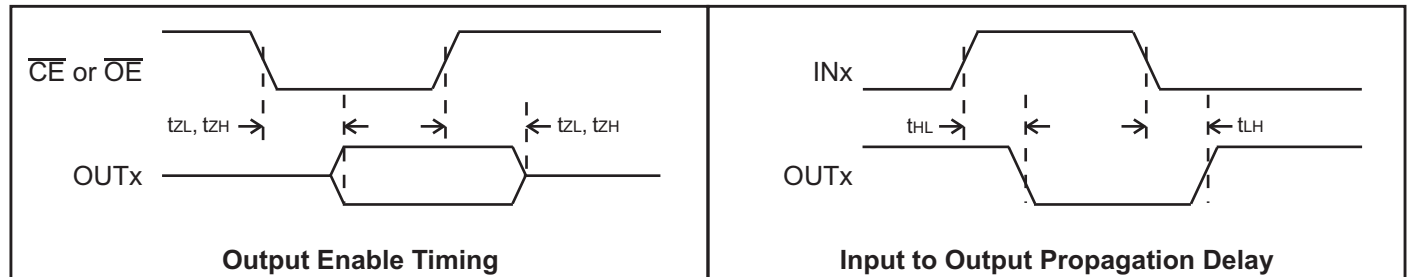 CE or OE
tZL, tZH
tZL, tZH
OUTx
Output Enable Timing
INx
tHL
tLH
OUTx
Input to Output Propagation Delay